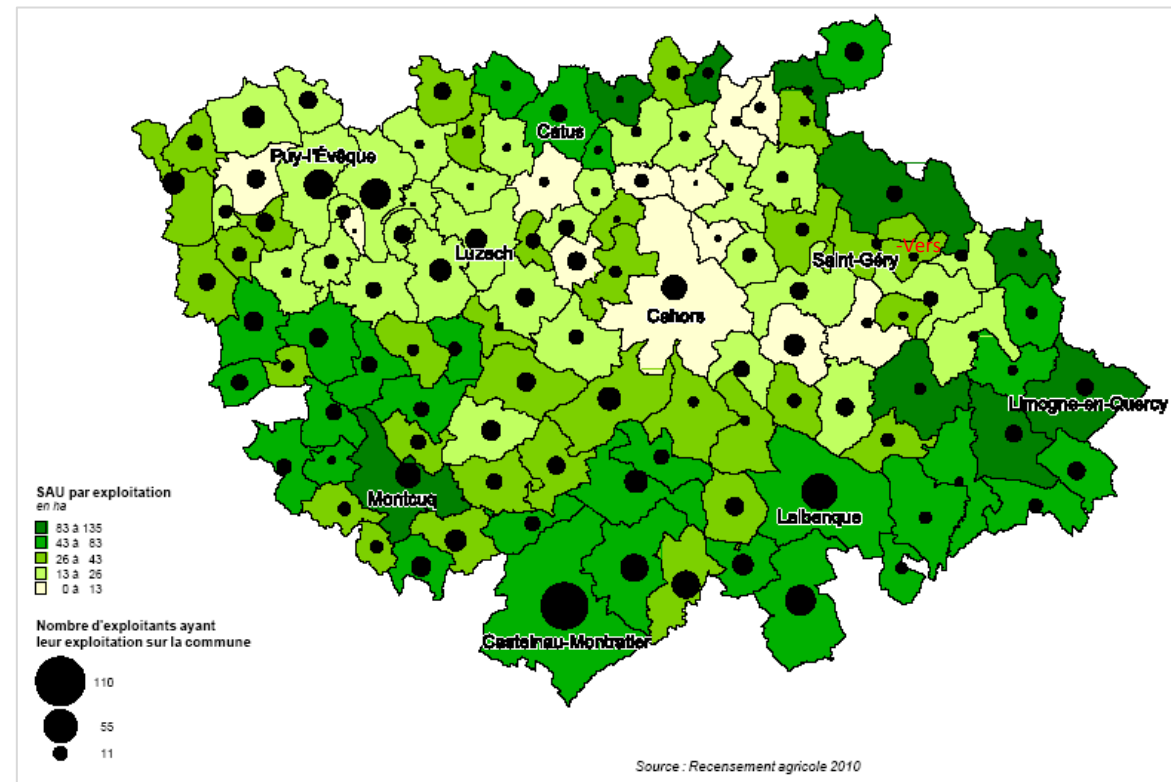 Catus
Puy-l'Évêque
Luzech
-Vers
Saint-Géry
Cahors
Limogne-en-Quercy
Montcuq
Lalbenque
Castelnau-Montratier
SAU par exploitation
en ha
83 à 135
43 à 83
26 à 43
13 à 26
0 à 13
Nombre d'exploitants ayant
leur exploitation sur la commune
110
55
11
Source : Recensement agricole 2010